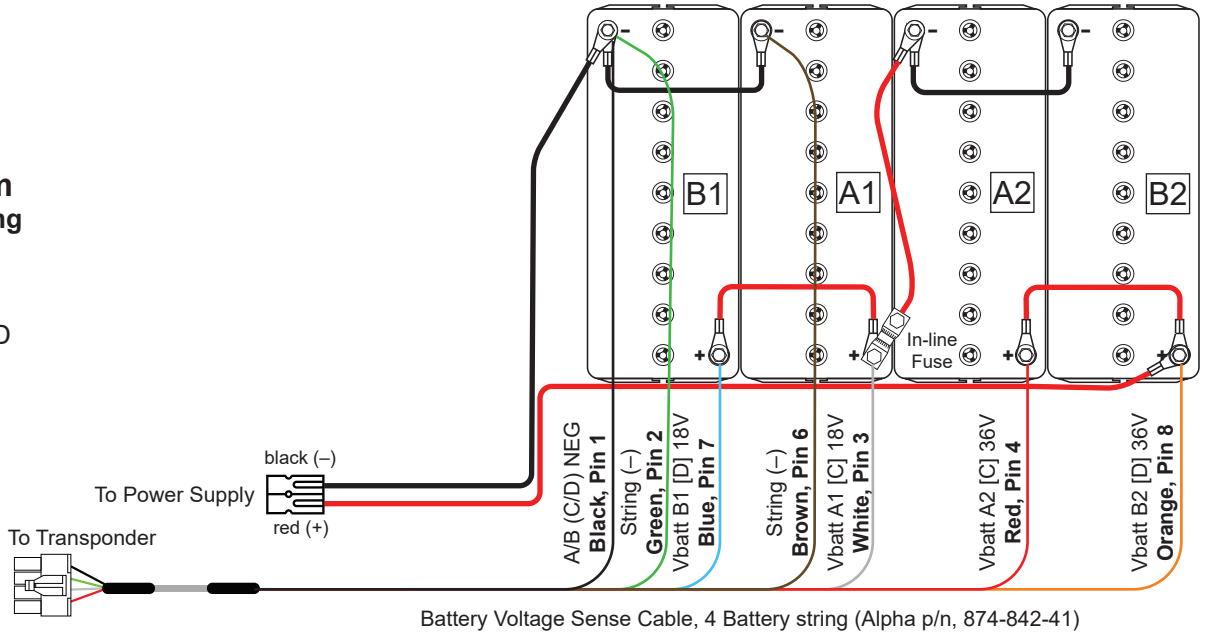 B1
A1
A2
B2
–
–
–
–
+
+
+
+
In-line
Fuse
D
black (–)
To Power Supply
red (+)
To Transponder
A/B (C/D) NEG
Black, Pin 1
String (–)
Green, Pin 2
Vbatt B1 [D] 18V
Blue, Pin 7
String (–)
Brown, Pin 6
Vbatt A1 [C] 18V
White, Pin 3
Vbatt A2 [C] 36V
Red, Pin 4
Vbatt B2 [D] 36V
Orange, Pin 8
Battery Voltage Sense Cable, 4 Battery string (Alpha p/n, 874-842-41)